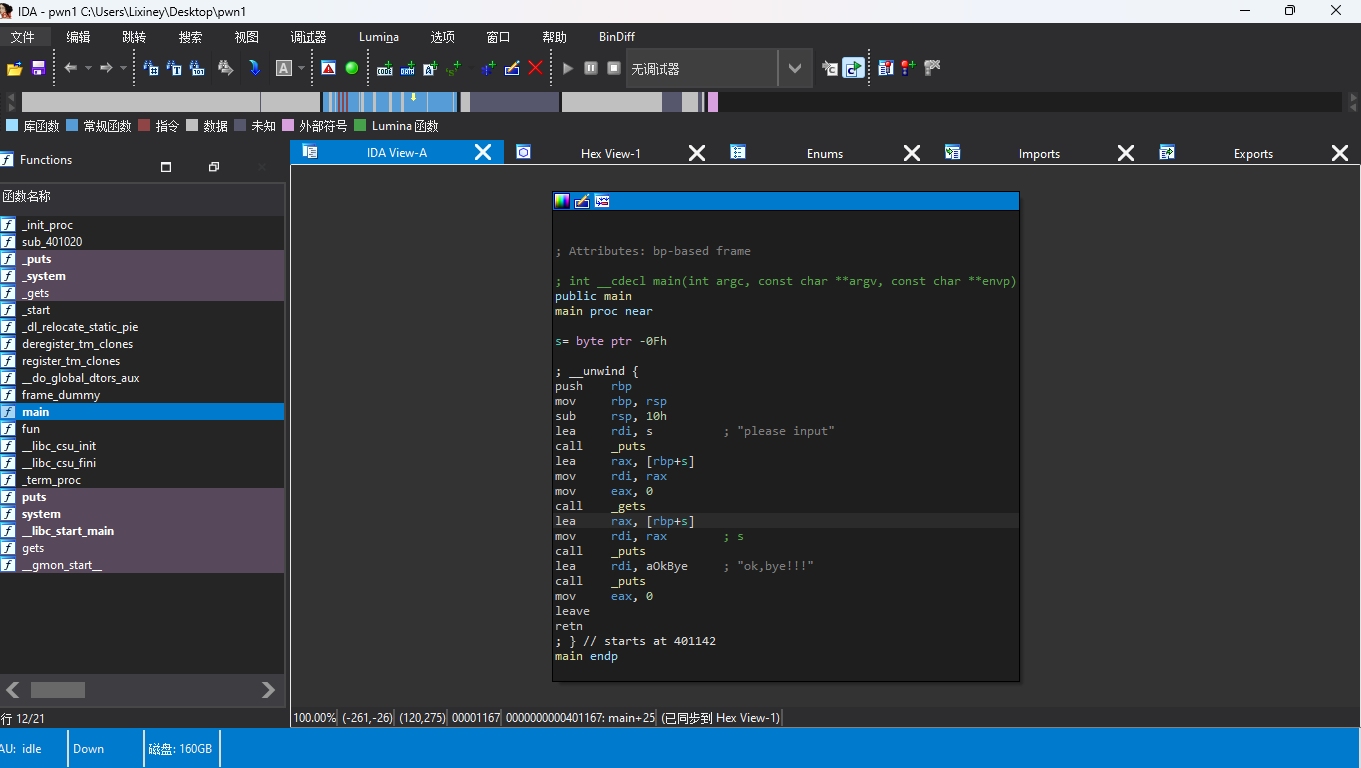 IDA - pwn1 C:\Users\Lixiney\Desktop\pwn1
文件 编辑 跳转 搜索 视图 调试器 Lumina 选项 窗口 帮助 BinDiff
无调试器
库函数 常规函数 指令 数据 未知 外部符号 Lumina 函数
Functions
IDA View-A Hex View-1 Enums Imports Exports
函数名称
_init_proc
sub_401020
_puts
_system
_gets
_start
_dl_relocate_static_pie
deregister_tm_clones
register_tm_clones
__do_global_dtors_aux
frame_dummy
main
fun
__libc_csu_init
__libc_csu_fini
_term_proc
puts
system
__libc_start_main
gets
__gmon_start__
行 12/21
; Attributes: bp-based frame
; int __cdecl main(int argc, const char **argv, const char **envp)
public main
main proc near
s= byte ptr -0Fh
; __unwind {
push rbp
mov rbp, rsp
sub rsp, 10h
lea rdi, s ; "please input"
call _puts
lea rax, [rbp+s]
mov rdi, rax
mov eax, 0
call _gets
lea rax, [rbp+s]
mov rdi, rax ; s
call _puts
lea rdi, aOkBye ; "ok,bye!!!"
call _puts
mov eax, 0
leave
retn
; } // starts at 401142
main endp
100.00% (-261,-26) (120,275) 00001167 0000000000401167: main+25 (已同步到 Hex View-1)
AU: idle Down 磁盘: 160GB